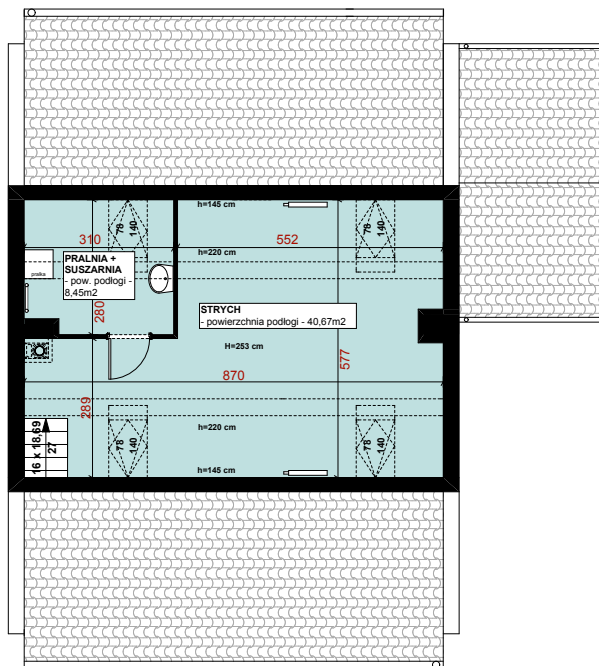 h=145 cm
78
140
78
140
310
552
h=220 cm
PRALNIA +
SUSZARNIA
- pow. podłogi -
8,45m2
pralka
280
STRYCH
- powierzchnia podłogi - 40,67m2
H=253 cm
577
870
289
h=220 cm
16 x 18,69
27
78
140
78
140
h=145 cm